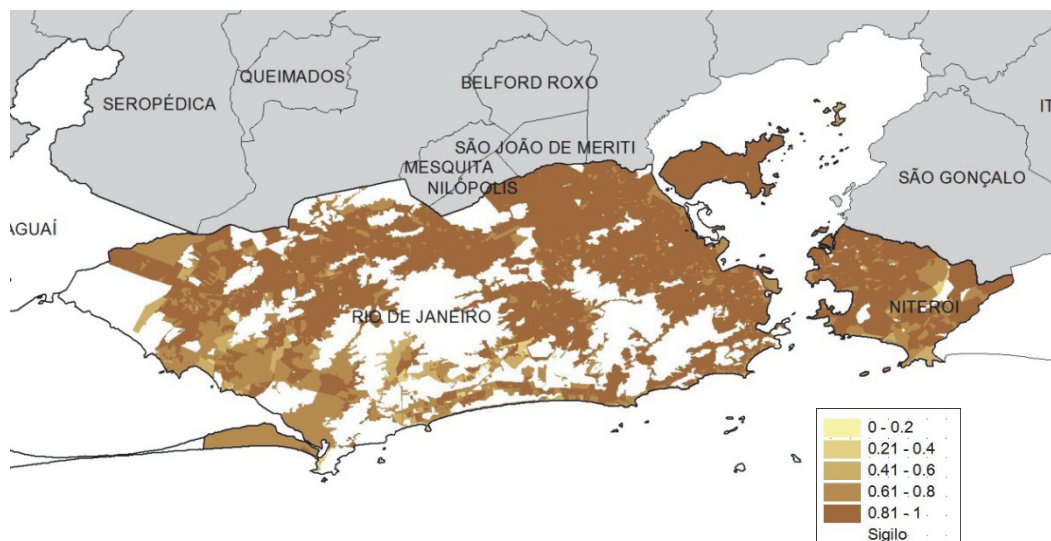 QUEIMADOS
BELFORD ROXO
SEROPÉDICA
IT
SÃO JOÃO DE MERITI
MESQUITA
SÃO GONÇALO
NILÓPOLIS
AGUAÍ
NITERÓI
RIO DE JANEIRO
0 - 0.2
0.21 - 0.4
0.41 - 0.6
0.61 - 0.8
0.81 - 1
Sigilo